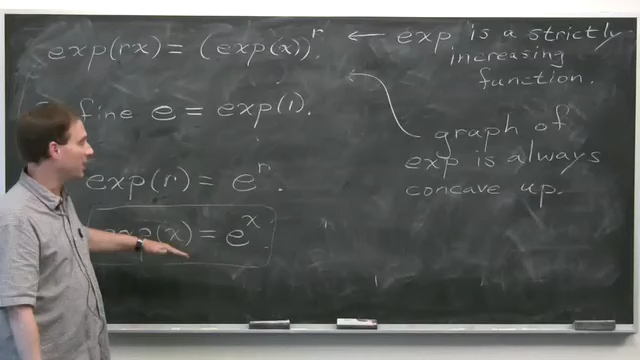 exp(rx) = (exp(x))^r
fine e = exp(1).
exp(r) = e^r.
exp(x) = e^x
← exp is a strictly
increasing
function.
graph of
exp is always
concave up.